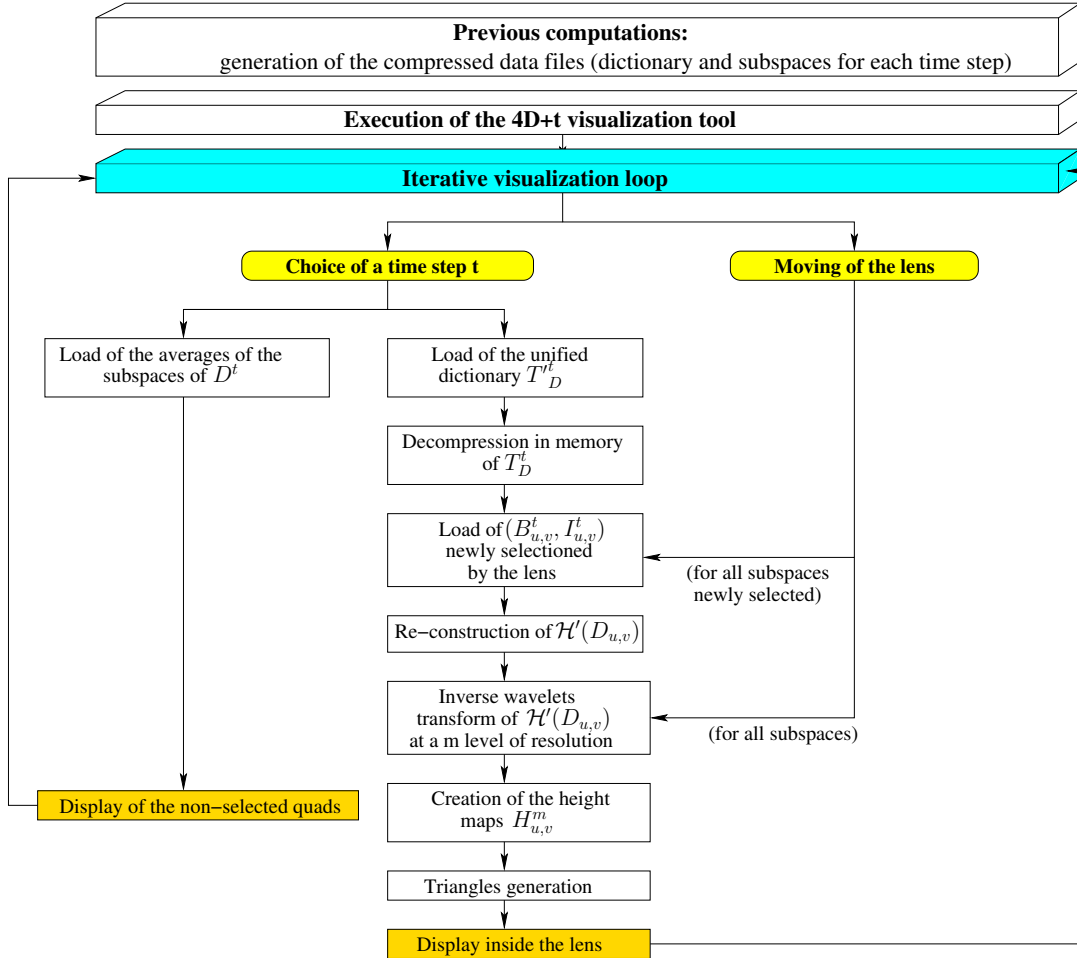 Previous computations:
generation of the compressed data files (dictionary and subspaces for each time step)
Execution of the 4D+t visualization tool
Iterative visualization loop
Choice of a time step t
Moving of the lens
Load of the averages of the
subspaces of $D^t$
Load of the unified
dictionary $T'^t_D$
Decompression in memory
of $T^t_D$
Load of $(B^t_{u,v}, I^t_{u,v})$
newly selectioned
by the lens
(for all subspaces
newly selected)
Re−construction of $\mathcal{H}'(D_{u,v})$
Inverse wavelets
transform of $\mathcal{H}'(D_{u,v})$
at a m level of resolution
(for all subspaces)
Display of the non−selected quads
Creation of the height
maps $H^m_{u,v}$
Triangles generation
Display inside the lens